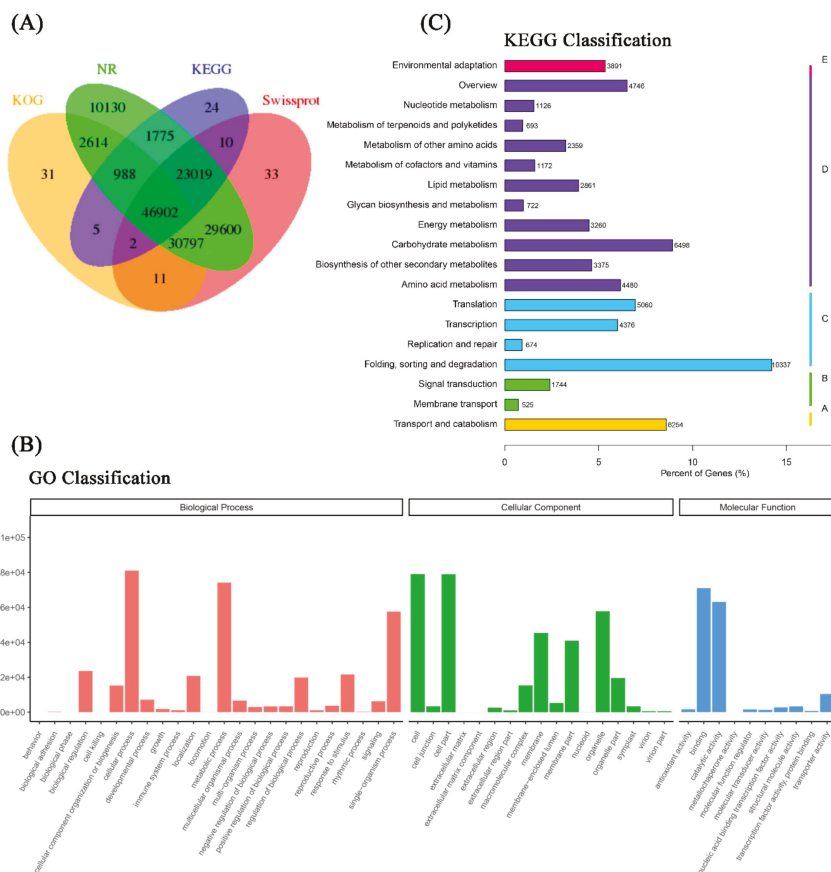 (A)
NR
KEGG
KOG
Swissprot
10130
24
2614
1775
10
31
988
23019
33
46902
5
2
30797
29600
11
(C)
KEGG Classification
Environmental adaptation 3891
Overview 4746
Nucleotide metabolism 1126
Metabolism of terpenoids and polyketides 693
Metabolism of other amino acids 2359
Metabolism of cofactors and vitamins 1172
Lipid metabolism 2861
Glycan biosynthesis and metabolism 722
Energy metabolism 3260
Carbohydrate metabolism 6498
Biosynthesis of other secondary metabolites 3375
Amino acid metabolism 4480
Translation 5060
Transcription 4376
Replication and repair 674
Folding, sorting and degradation 10337
Signal transduction 1744
Membrane transport 525
Transport and catabolism 6254
E
D
C
B
A
0 5 10 15
Percent of Genes (%)
(B)
GO Classification
Biological Process
Cellular Component
Molecular Function
1e+05
8e+04
6e+04
4e+04
2e+04
0e+00
behavior
biological adhesion
biological phase
biological regulation
cell killing
cellular component organization or biogenesis
cellular process
developmental process
growth
immune system process
localization
locomotion
metabolic process
multicellular organismal process
multi-organism process
negative regulation of biological process
positive regulation of biological process
regulation of biological process
reproduction
reproductive process
response to stimulus
rhythmic process
signaling
single-organism process
cell
cell junction
cell part
extracellular matrix
extracellular matrix component
extracellular region
extracellular region part
macromolecular complex
membrane
membrane-enclosed lumen
membrane part
nucleoid
organelle
organelle part
symplast
virion
virion part
antioxidant activity
binding
catalytic activity
metallochaperone activity
molecular function regulator
molecular transducer activity
nucleic acid binding transcription factor activity
structural molecule activity
transcription factor activity, protein binding
transporter activity